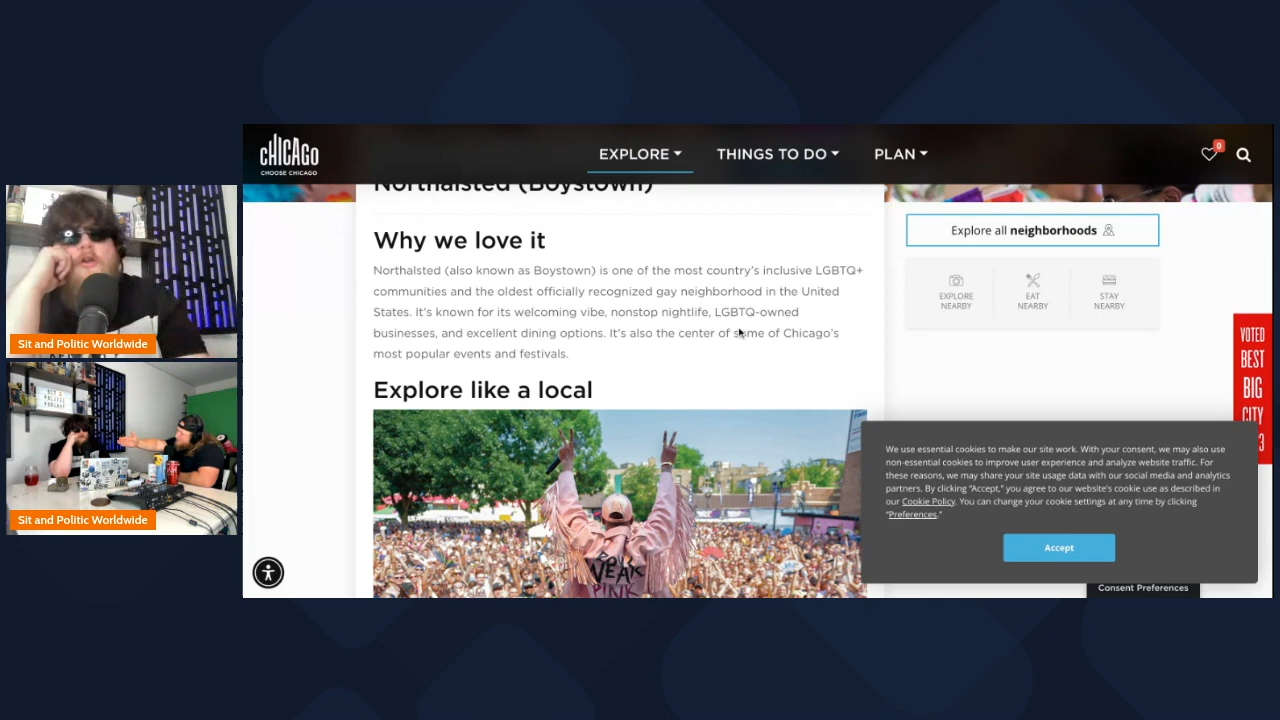 CHICAGO
CHOOSE CHICAGO
EXPLORE
THINGS TO DO
PLAN
0
Northalsted (Boystown)
Why we love it
Northalsted (also known as Boystown) is one of the most country's inclusive LGBTQ+
communities and the oldest officially recognized gay neighborhood in the United
States. It's known for its welcoming vibe, nonstop nightlife, LGBTQ-owned
businesses, and excellent dining options. It's also the center of some of Chicago's
most popular events and festivals.
Explore like a local
Explore all neighborhoods
EXPLORE
NEARBY
EAT
NEARBY
STAY
NEARBY
VOTED
BEST
BIG
CITY
We use essential cookies to make our site work. With your consent, we may also use
non-essential cookies to improve user experience and analyze website traffic. For
these reasons, we may share your site usage data with our social media and analytics
partners. By clicking "Accept," you agree to our website's cookie use as described in
our Cookie Policy. You can change your cookie settings at any time by clicking
"Preferences."
Accept
Consent Preferences
PINK
Sit and Politic Worldwide
Sit and Politic Worldwide